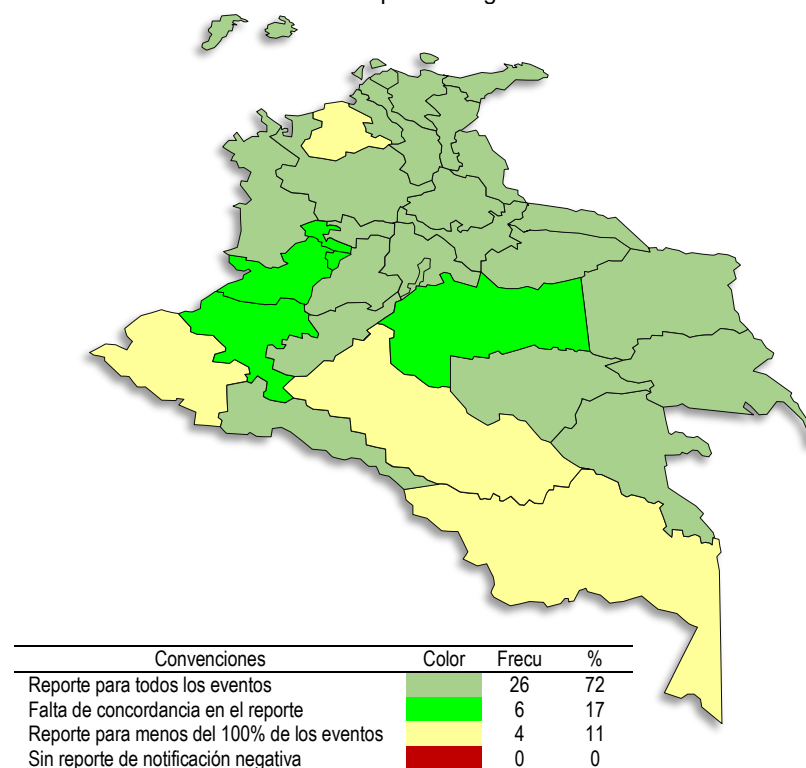 Convenciones Color Frecu %
Reporte para todos los eventos 26 72
Falta de concordancia en el reporte 6 17
Reporte para menos del 100% de los eventos 4 11
Sin reporte de notificación negativa 0 0